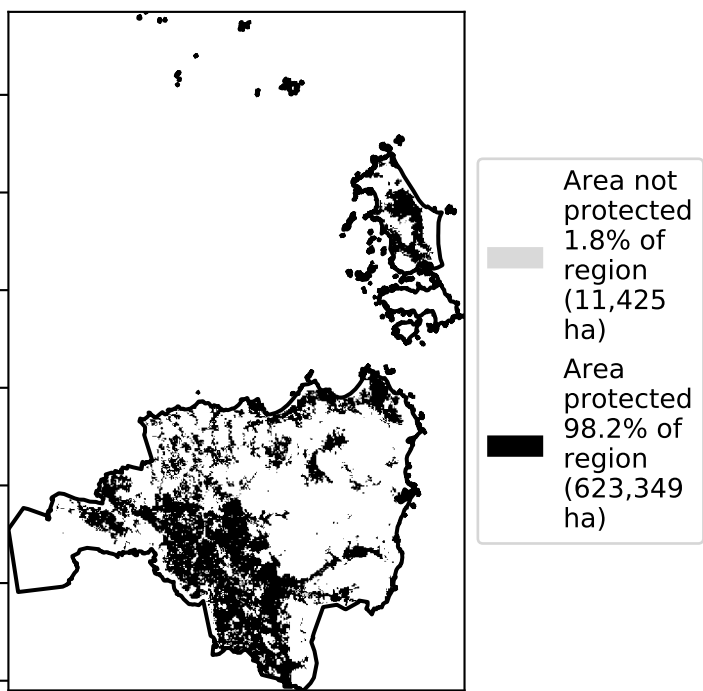 Area not
protected
1.8% of
region
(11,425
ha)
Area
protected
98.2% of
region
(623,349
ha)